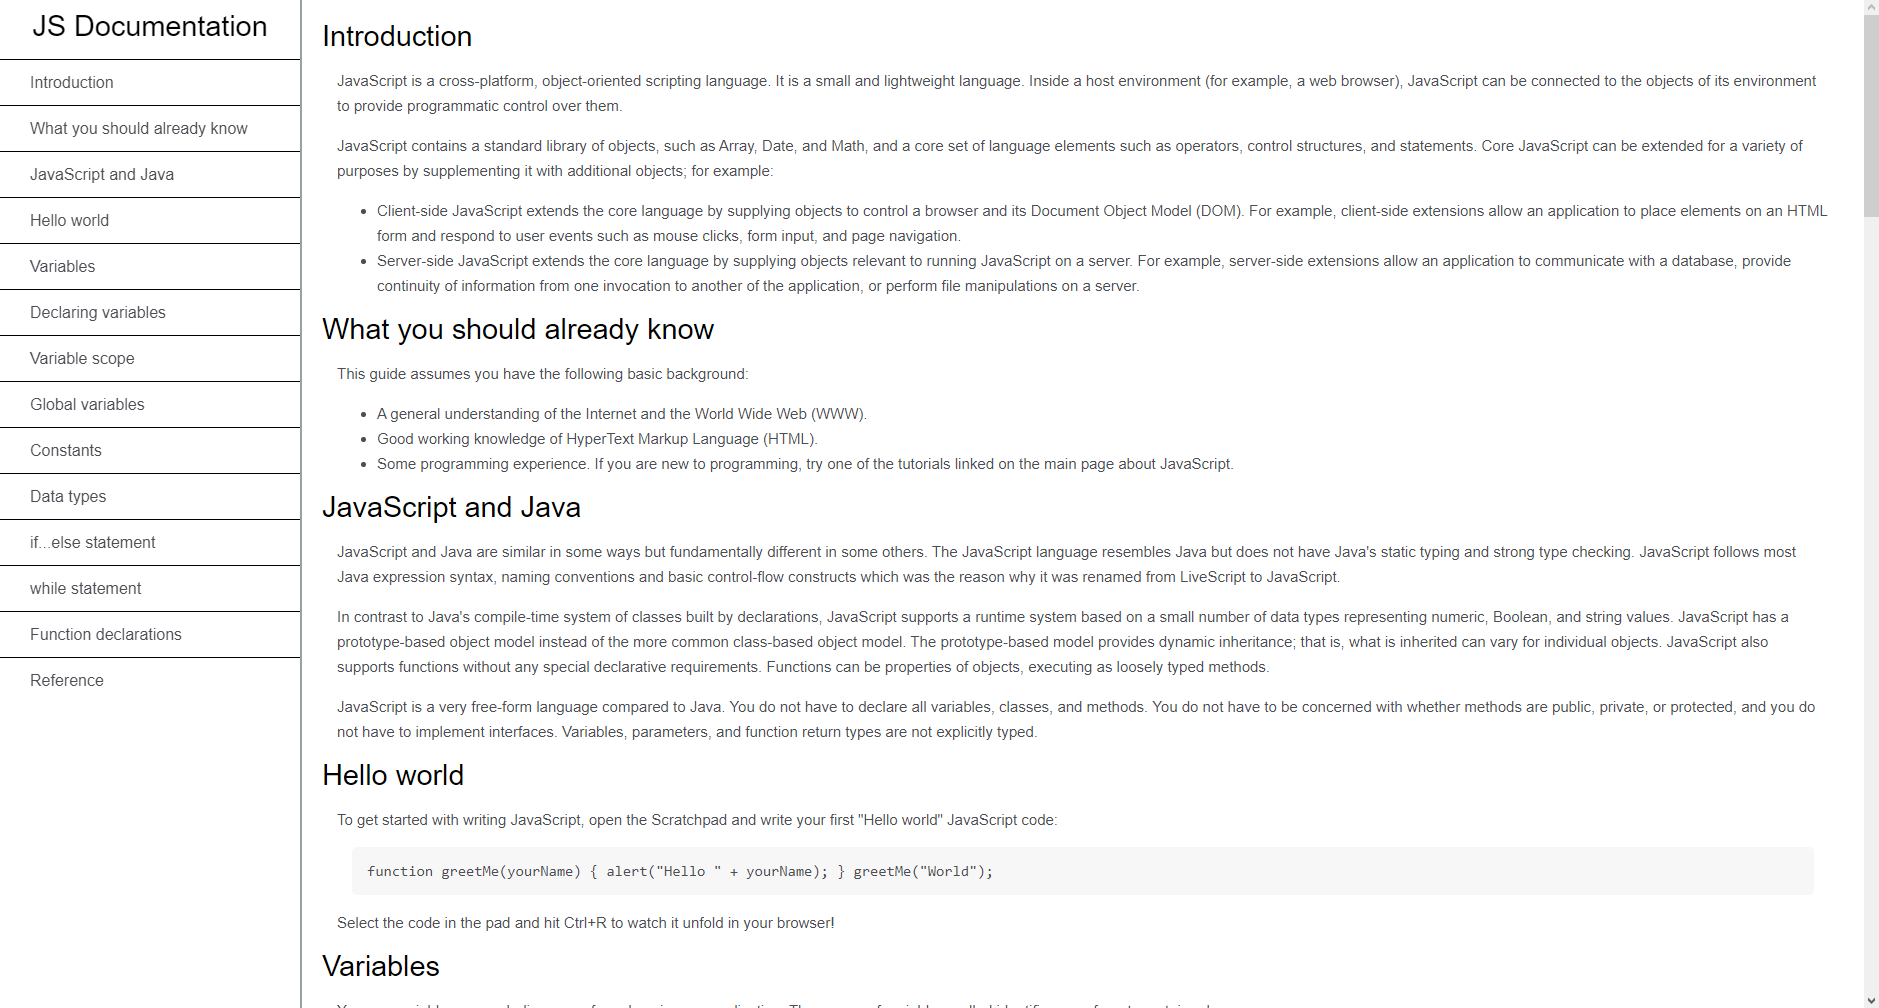 JS Documentation
Introduction
What you should already know
JavaScript and Java
Hello world
Variables
Declaring variables
Variable scope
Global variables
Constants
Data types
if...else statement
while statement
Function declarations
Reference
Introduction
JavaScript is a cross-platform, object-oriented scripting language. It is a small and lightweight language. Inside a host environment (for example, a web browser), JavaScript can be connected to the objects of its environment
to provide programmatic control over them.
JavaScript contains a standard library of objects, such as Array, Date, and Math, and a core set of language elements such as operators, control structures, and statements. Core JavaScript can be extended for a variety of
purposes by supplementing it with additional objects; for example:
• Client-side JavaScript extends the core language by supplying objects to control a browser and its Document Object Model (DOM). For example, client-side extensions allow an application to place elements on an HTML
form and respond to user events such as mouse clicks, form input, and page navigation.
• Server-side JavaScript extends the core language by supplying objects relevant to running JavaScript on a server. For example, server-side extensions allow an application to communicate with a database, provide
continuity of information from one invocation to another of the application, or perform file manipulations on a server.
What you should already know
This guide assumes you have the following basic background:
• A general understanding of the Internet and the World Wide Web (WWW).
• Good working knowledge of HyperText Markup Language (HTML).
• Some programming experience. If you are new to programming, try one of the tutorials linked on the main page about JavaScript.
JavaScript and Java
JavaScript and Java are similar in some ways but fundamentally different in some others. The JavaScript language resembles Java but does not have Java's static typing and strong type checking. JavaScript follows most
Java expression syntax, naming conventions and basic control-flow constructs which was the reason why it was renamed from LiveScript to JavaScript.
In contrast to Java's compile-time system of classes built by declarations, JavaScript supports a runtime system based on a small number of data types representing numeric, Boolean, and string values. JavaScript has a
prototype-based object model instead of the more common class-based object model. The prototype-based model provides dynamic inheritance; that is, what is inherited can vary for individual objects. JavaScript also
supports functions without any special declarative requirements. Functions can be properties of objects, executing as loosely typed methods.
JavaScript is a very free-form language compared to Java. You do not have to declare all variables, classes, and methods. You do not have to be concerned with whether methods are public, private, or protected, and you do
not have to implement interfaces. Variables, parameters, and function return types are not explicitly typed.
Hello world
To get started with writing JavaScript, open the Scratchpad and write your first "Hello world" JavaScript code:
function greetMe(yourName) { alert("Hello " + yourName); } greetMe("World");
Select the code in the pad and hit Ctrl+R to watch it unfold in your browser!
Variables